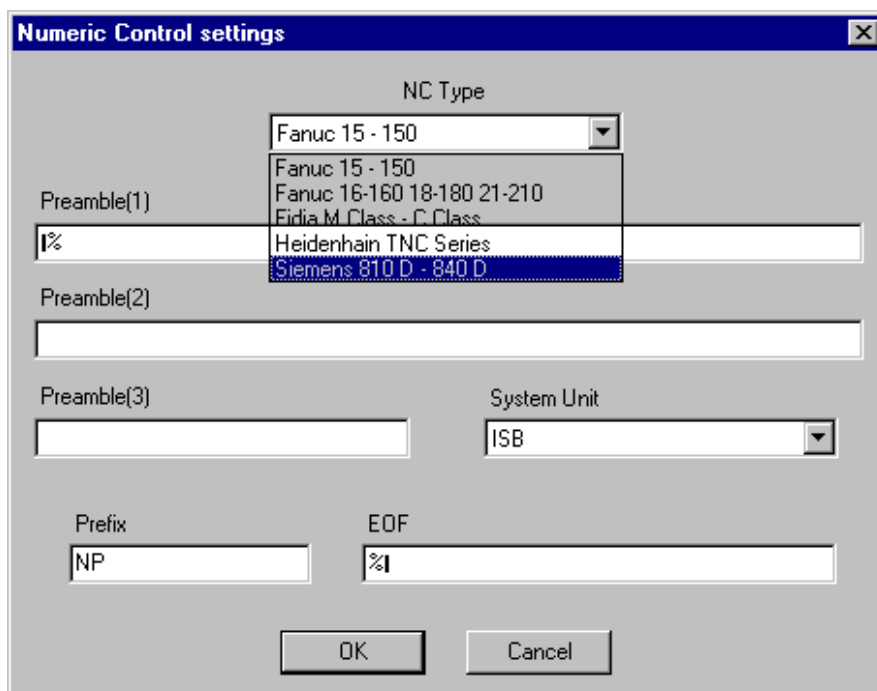 Numeric Control settings
NC Type
Fanuc 15 - 150
Fanuc 15 - 150
Fanuc 16-160 18-180 21-210
Fidia M Class - C Class
Heidenhain TNC Series
Siemens 810 D - 840 D
Preamble(1)
|%
Preamble(2)
Preamble(3)
System Unit
ISB
Prefix
NP
EOF
%|
OK
Cancel